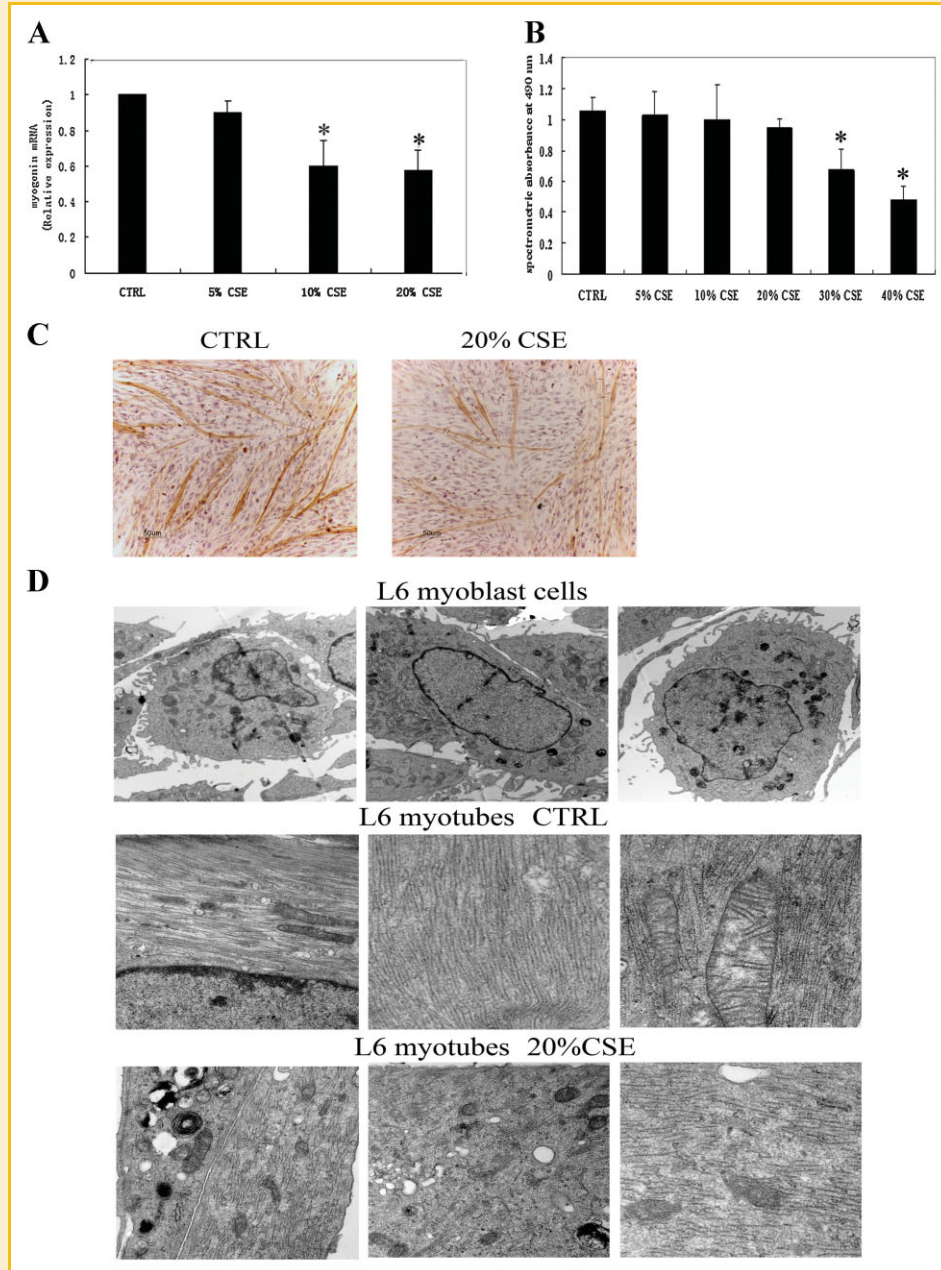 A
myogenin mRNA
(Relative expression)
1.2
1
0.8
0.6
0.4
0.2
0
*
*
CTRL 5% CSE 10% CSE 20% CSE
B
spectrometric absorbance at 490 nm
1.4
1.2
1
0.8
0.6
0.4
0.2
0
*
*
CTRL 5% CSE 10% CSE 20% CSE 30% CSE 40% CSE
C
CTRL 20% CSE
50um 50um
D
L6 myoblast cells
L6 myotubes CTRL
L6 myotubes 20%CSE